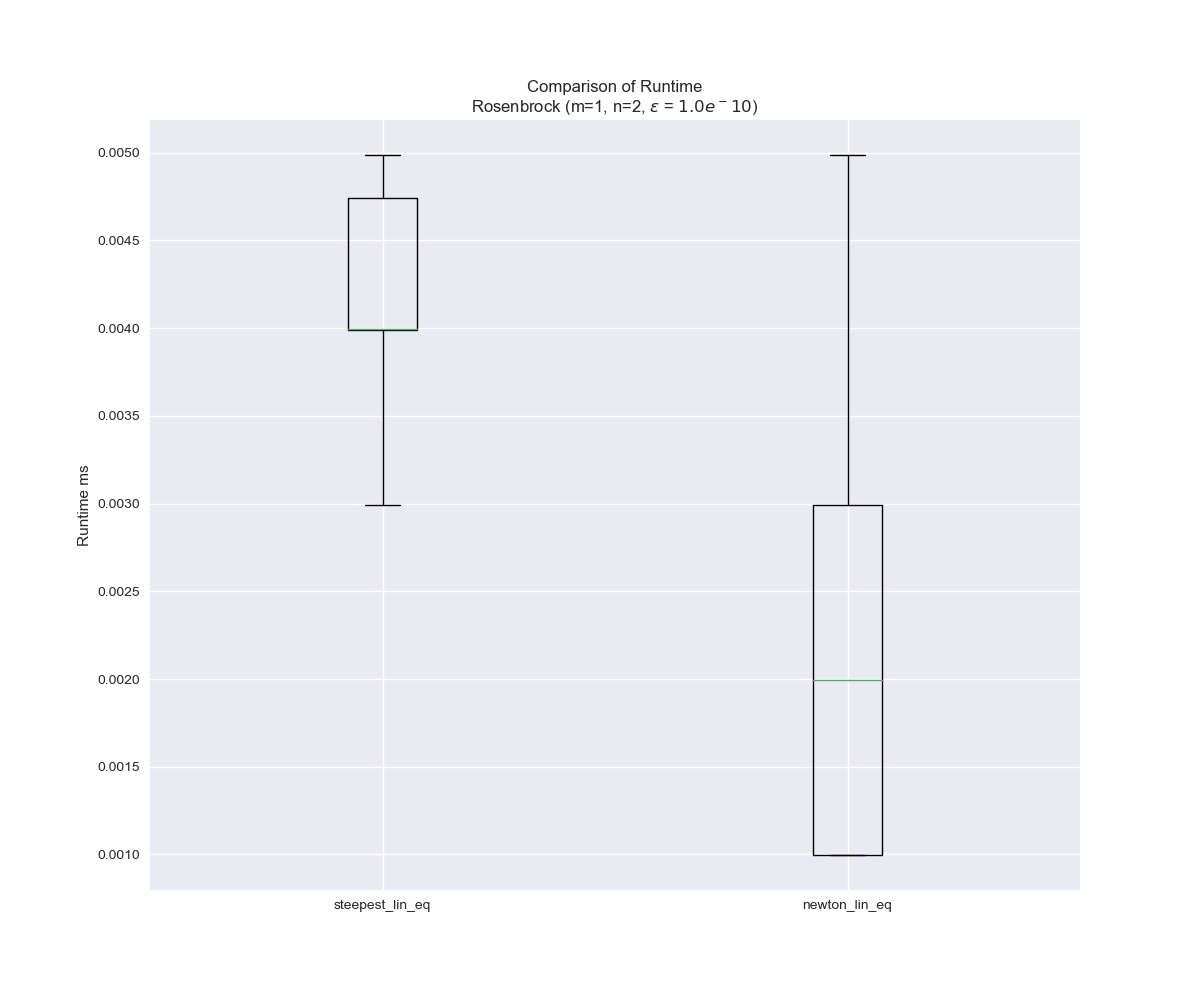 Comparison of Runtime
Rosenbrock (m=1, n=2, ε = 1.0e⁻10)
0.0050
0.0045
0.0040
0.0035
0.0030
0.0025
0.0020
0.0015
0.0010
Runtime ms
steepest_lin_eq
newton_lin_eq